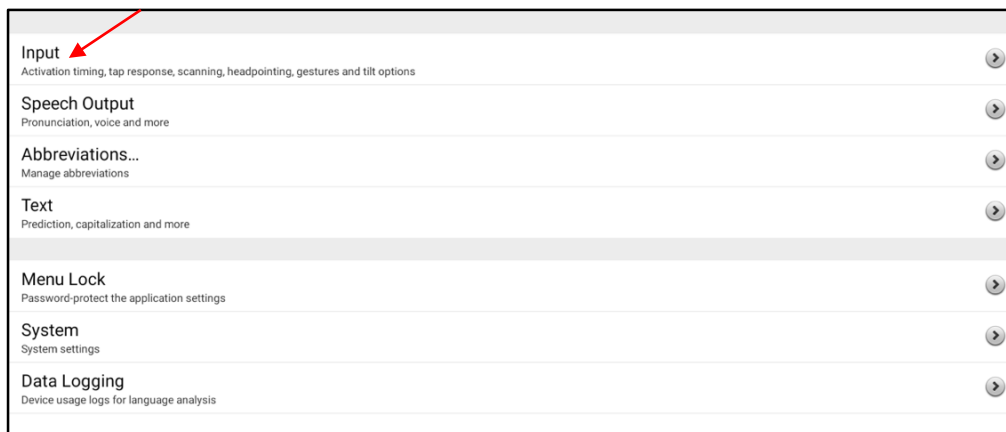 Input
Activation timing, tap response, scanning, headpointing, gestures and tilt options
Speech Output
Pronunciation, voice and more
Abbreviations...
Manage abbreviations
Text
Prediction, capitalization and more
Menu Lock
Password-protect the application settings
System
System settings
Data Logging
Device usage logs for language analysis